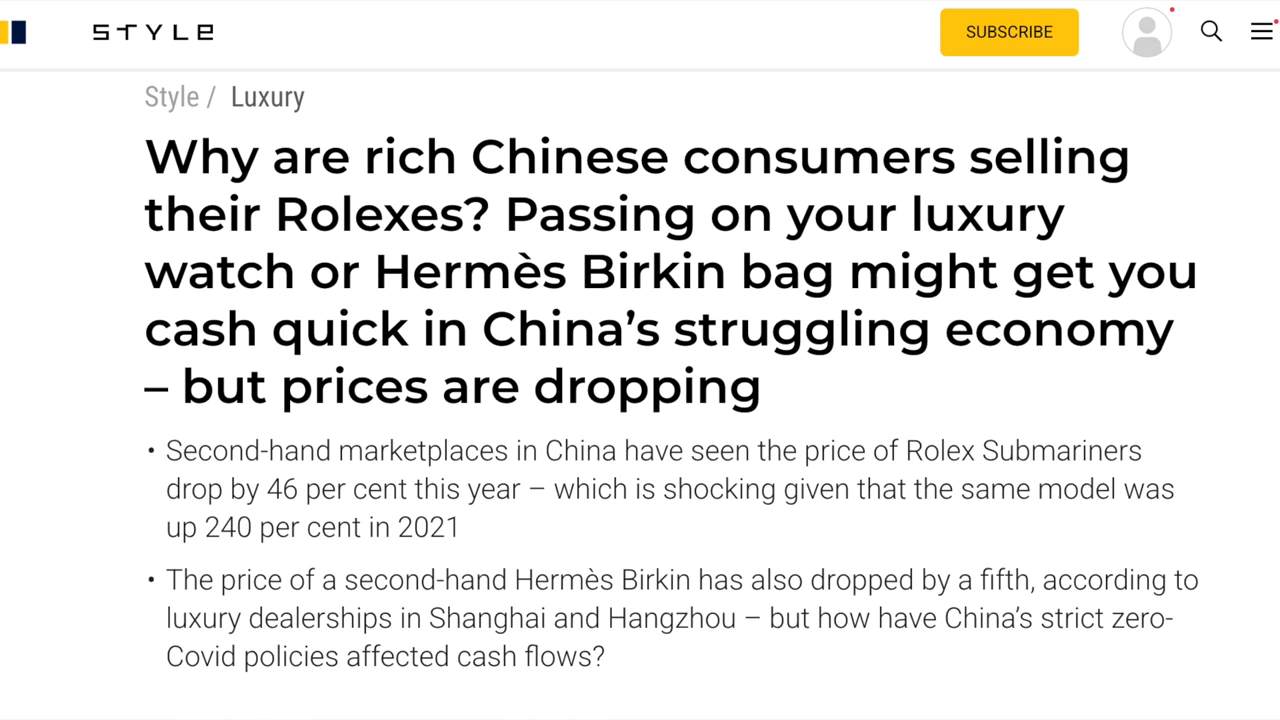 STYLE
SUBSCRIBE
Style / Luxury
Why are rich Chinese consumers selling
their Rolexes? Passing on your luxury
watch or Hermès Birkin bag might get you
cash quick in China’s struggling economy
– but prices are dropping
• Second-hand marketplaces in China have seen the price of Rolex Submariners
drop by 46 per cent this year – which is shocking given that the same model was
up 240 per cent in 2021
• The price of a second-hand Hermès Birkin has also dropped by a fifth, according to
luxury dealerships in Shanghai and Hangzhou – but how have China’s strict zero-
Covid policies affected cash flows?